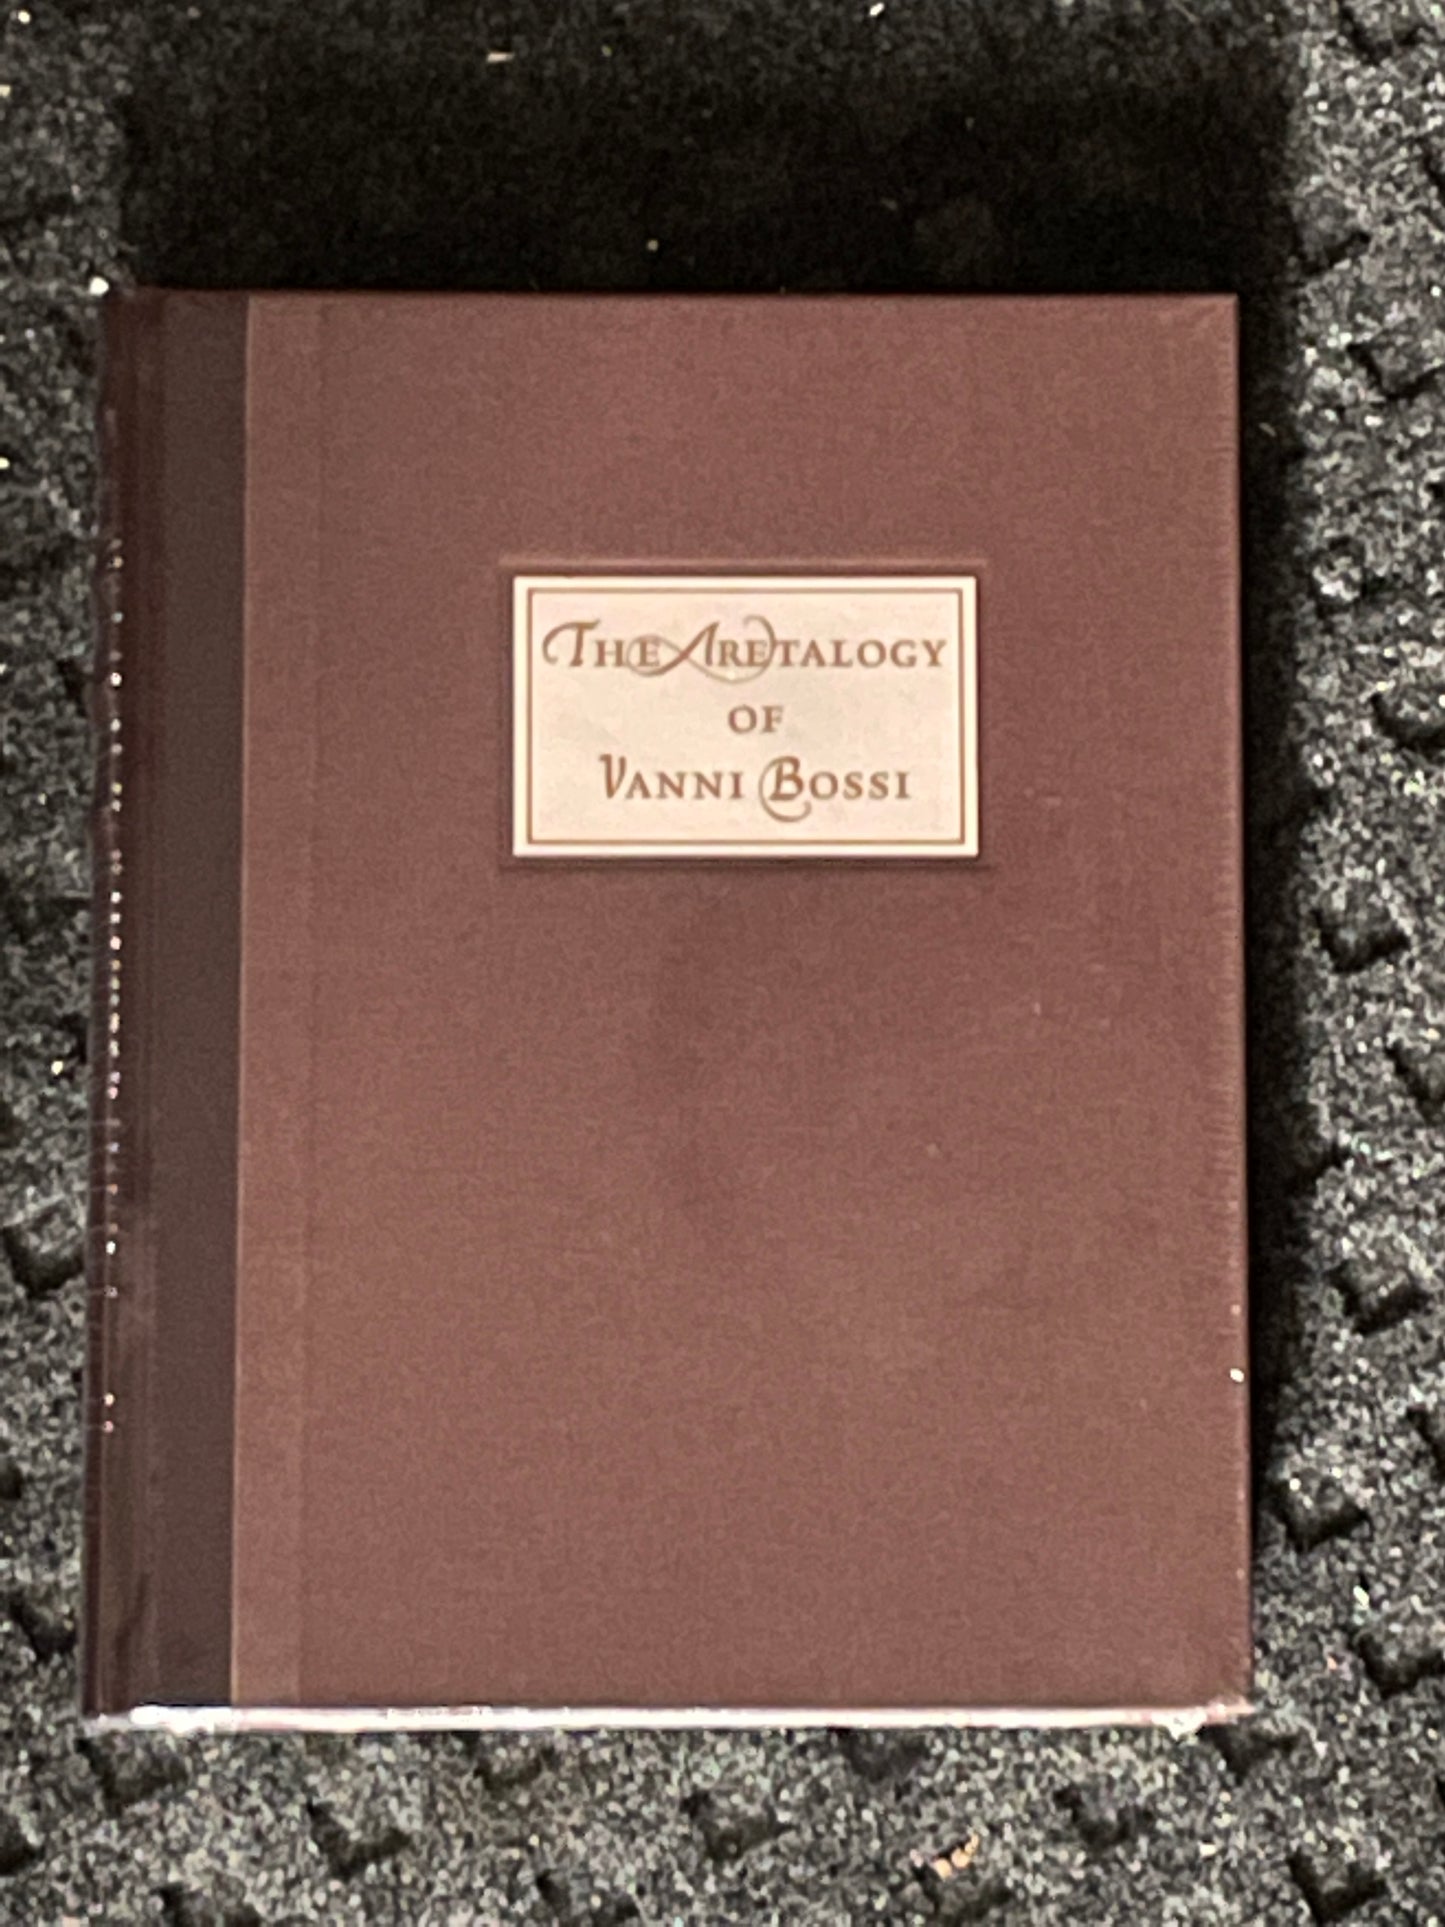 The Aretalogy
of
Vanni Bossi